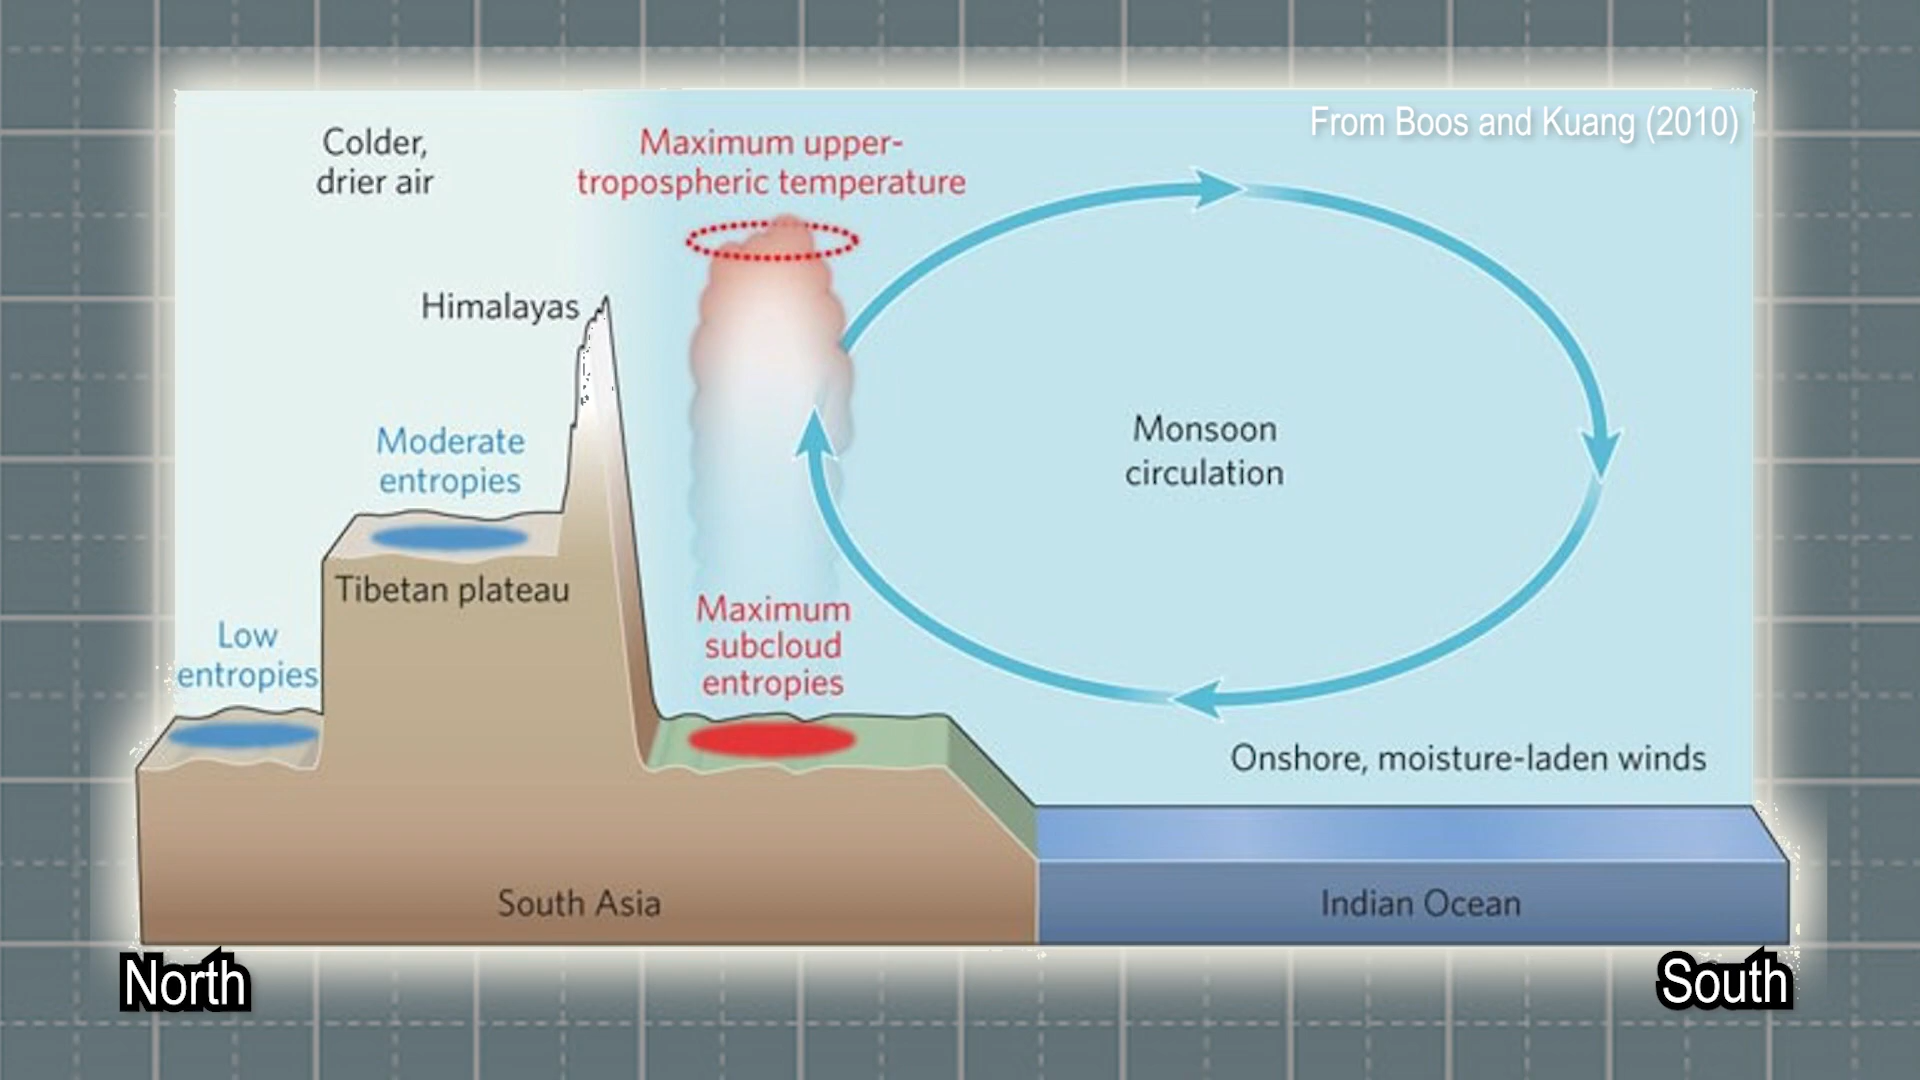 From Boos and Kuang (2010)
Colder,
drier air
Maximum upper-
tropospheric temperature
Himalayas
Moderate
entropies
Monsoon
circulation
Tibetan plateau
Low
entropies
Maximum
subcloud
entropies
Onshore, moisture-laden winds
South Asia
Indian Ocean
North
South